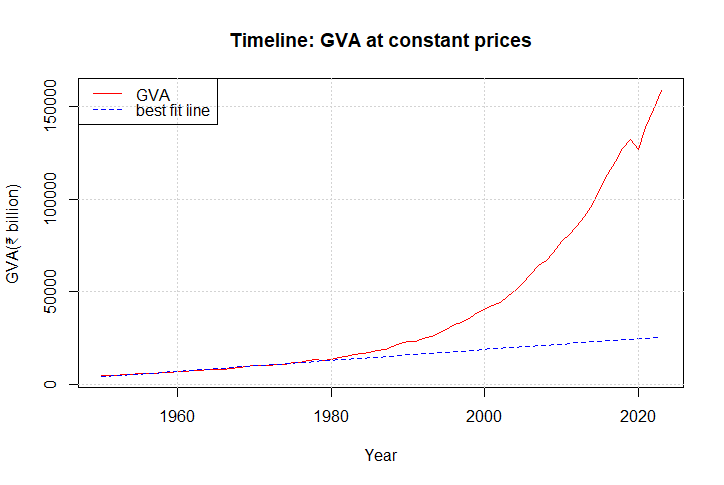 Timeline: GVA at constant prices
GVA
best fit line
GVA(₹ billion)
150000
100000
50000
0
1960
1980
2000
2020
Year